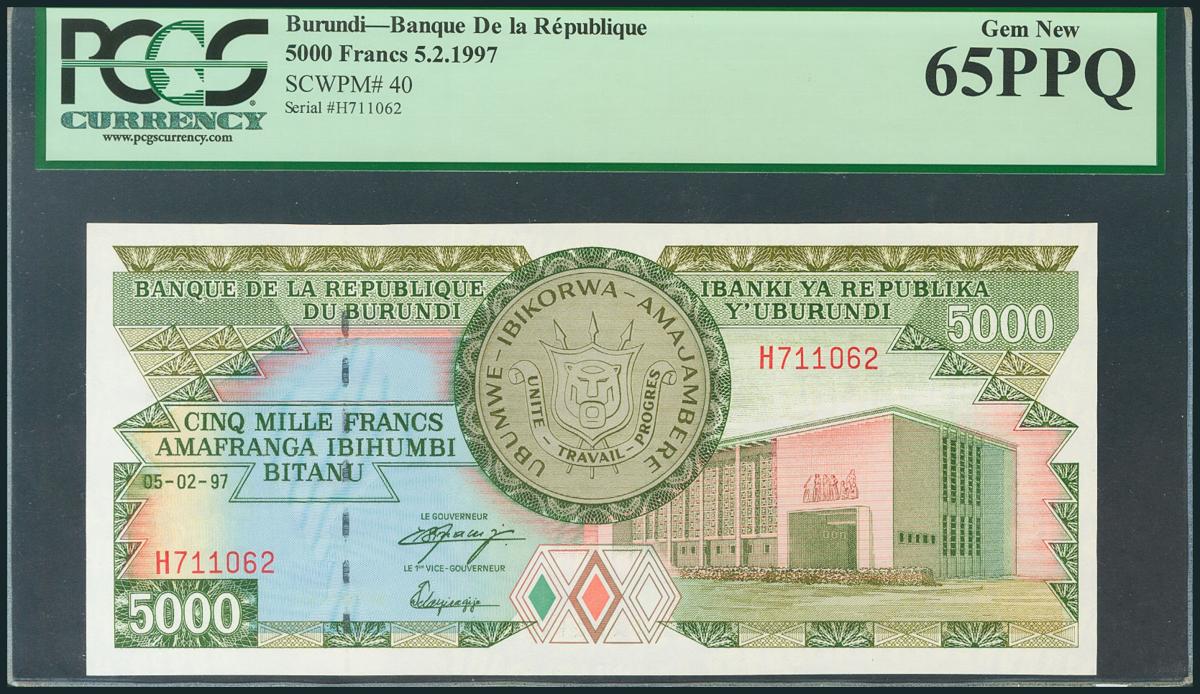 PCGS
CURRENCY
www.pcgscurrency.com
Burundi—Banque De la République
5000 Francs 5.2.1997
SCWPM# 40
Serial #H711062
Gem New
65PPQ
BANQUE DE LA REPUBLIQUE
DU BURUNDI
IBANKI YA REPUBLIKA
Y'UBURUNDI
5000
H711062
UBUMWE - IBIKORWA - AMAJAMBERE
UNITE - TRAVAIL - PROGRES
CINQ MILLE FRANCS
AMAFRANGA IBIHUMBI
BITANU
05-02-97
LE GOUVERNEUR
LE 1ER VICE-GOUVERNEUR
H711062
5000